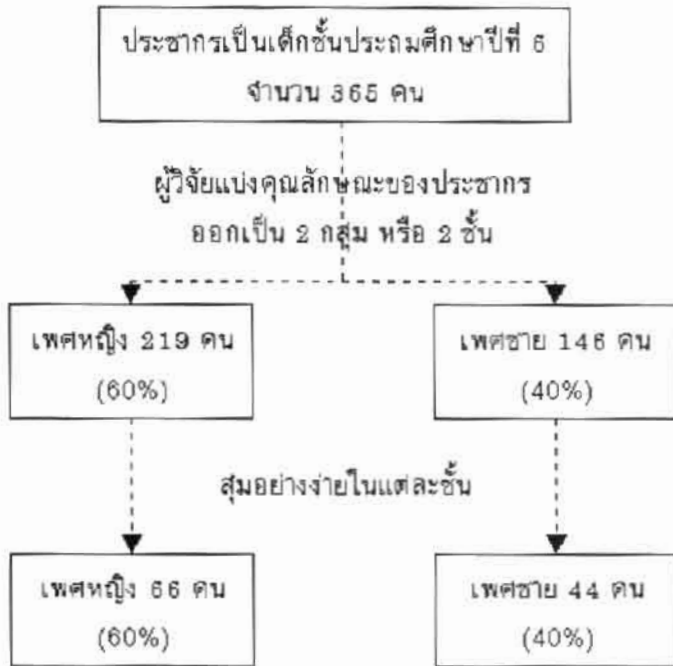 ประชากรเป็นเด็กชั้นประถมศึกษาปีที่ 6
จำนวน 365 คน
ผู้วิจัยแบ่งคุณลักษณะของประชากร
ออกเป็น 2 กลุ่ม หรือ 2 ชั้น
เพศหญิง 219 คน
(60%)
เพศชาย 146 คน
(40%)
สุ่มอย่างง่ายในแต่ละชั้น
เพศหญิง 66 คน
(60%)
เพศชาย 44 คน
(40%)